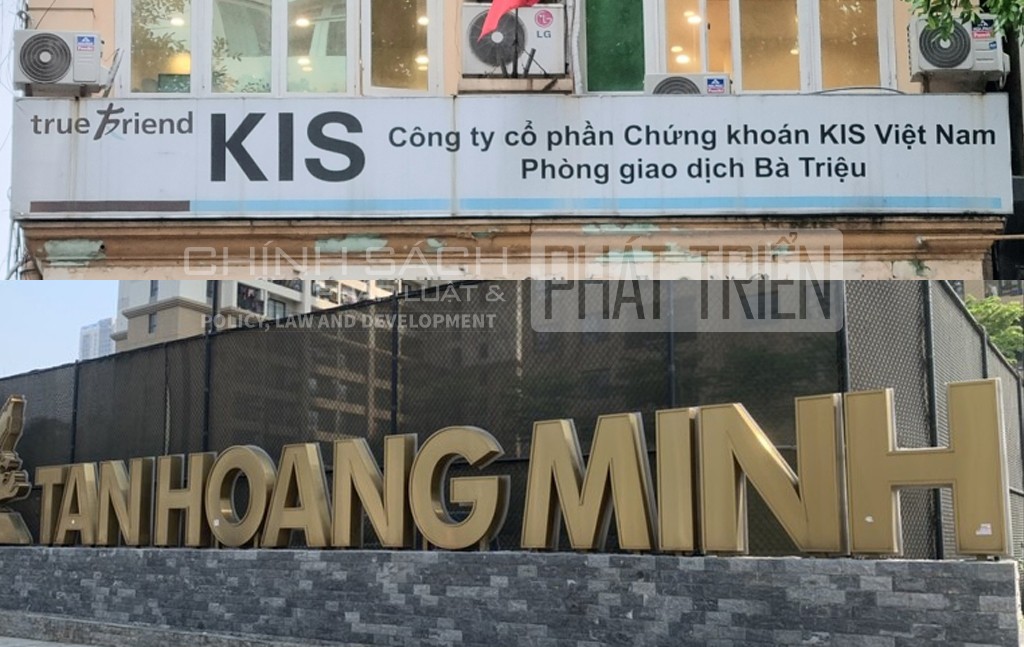 LG
true friend
KIS
Công ty cổ phần Chứng khoán KIS Việt Nam
Phòng giao dịch Bà Triệu
CHÍNH SÁCH
LUẬT &
PHÁT TRIỂN
POLICY, LAW AND DEVELOPMENT
TAN HOANG MINH